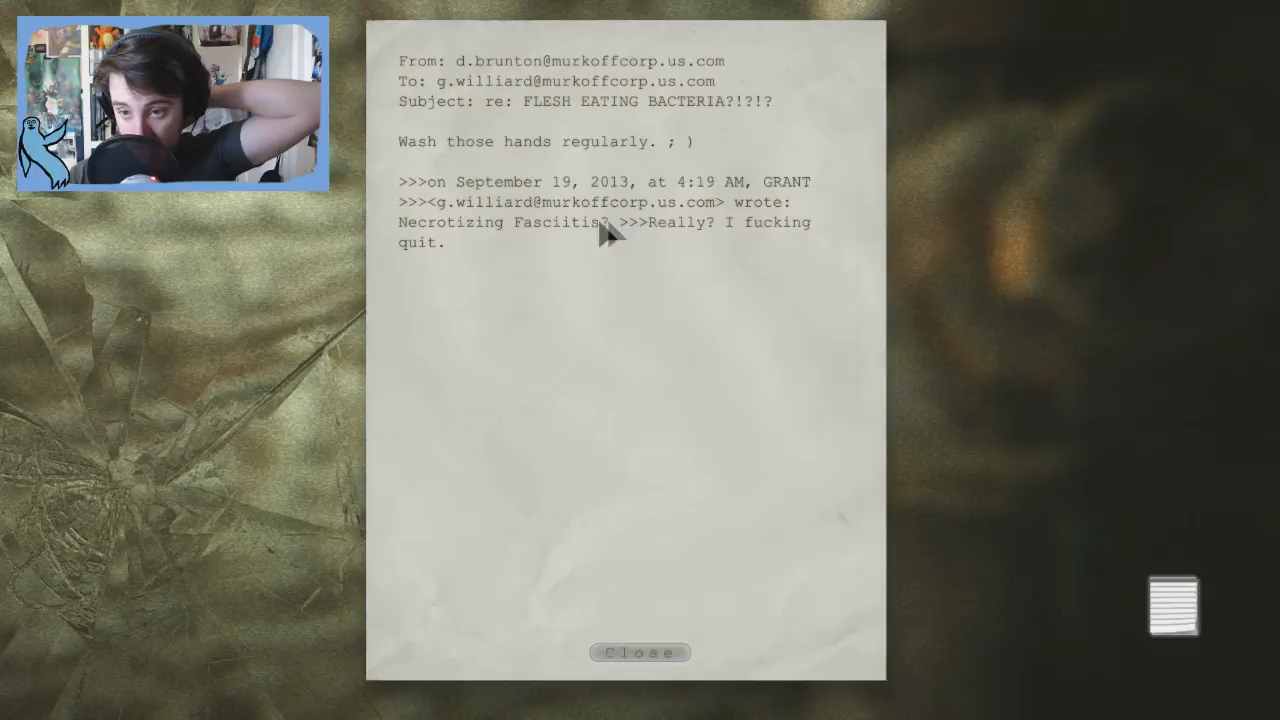 From: d.brunton@murkoffcorp.us.com
To: g.williard@murkoffcorp.us.com
Subject: re: FLESH EATING BACTERIA?!?!?
Wash those hands regularly. ; )
>>>on September 19, 2013, at 4:19 AM, GRANT
>>><g.williard@murkoffcorp.us.com> wrote:
Necrotizing Fasciitis? >>>Really? I fucking
quit.
Close